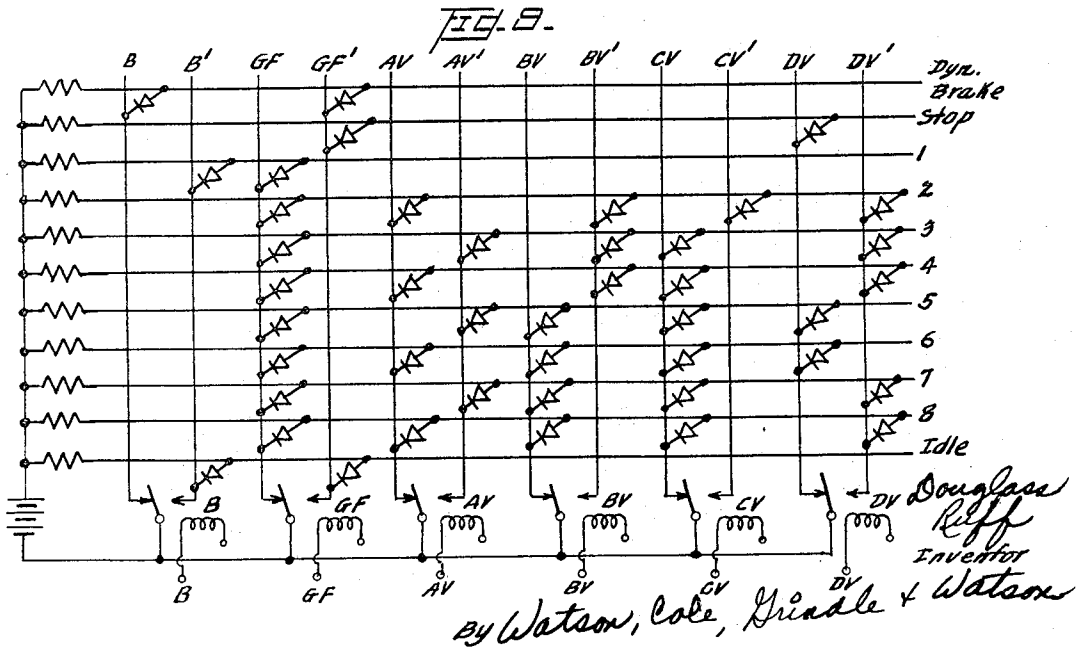 FIG. 8.
B B' GF GF' AV AV' BV BV' CV CV' DV DV'
Dyn.
Brake
Stop
1
2
3
4
5
6
7
8
Idle
B GF AV BV CV DV
Douglass
Ruff
Inventor
B GF AV BV CV DV
By Watson, Cole, Grindle & Watson